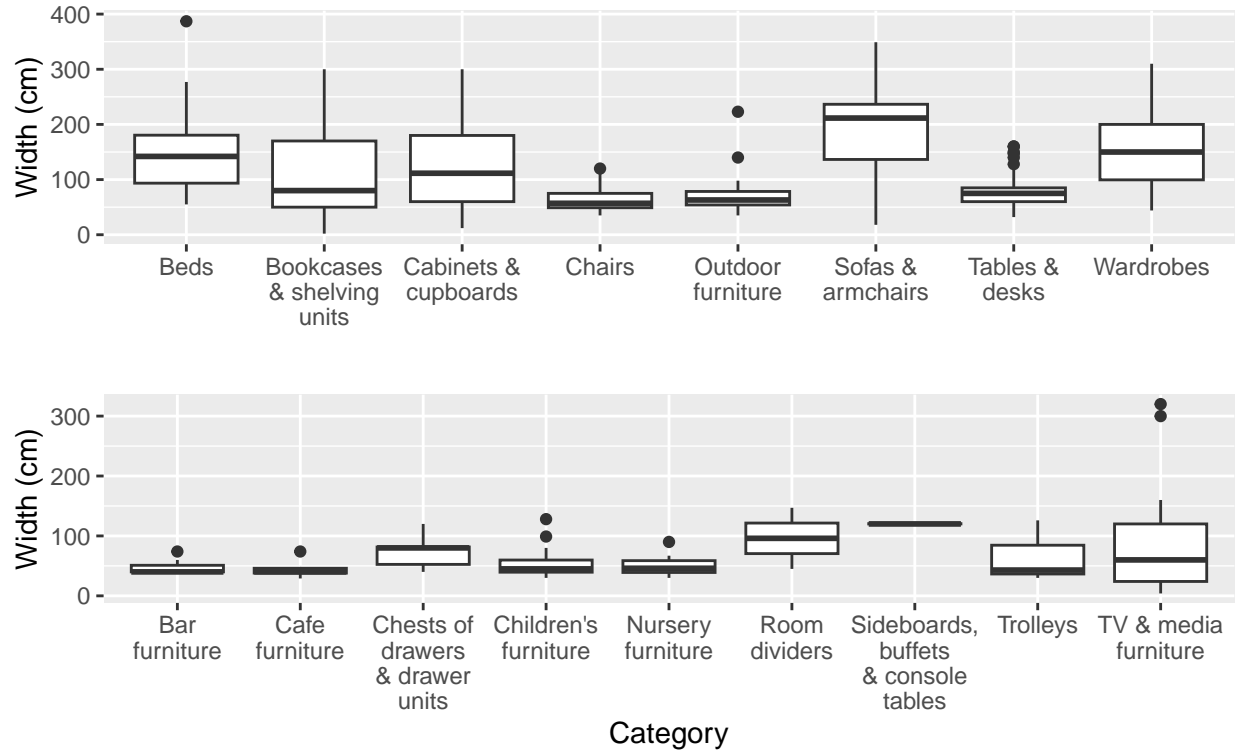 Width (cm)
400
300
200
100
0
Beds
Bookcases
& shelving
units
Cabinets &
cupboards
Chairs
Outdoor
furniture
Sofas &
armchairs
Tables &
desks
Wardrobes
Width (cm)
300
200
100
0
Bar
furniture
Cafe
furniture
Chests of
drawers
& drawer
units
Children's
furniture
Nursery
furniture
Room
dividers
Sideboards,
buffets
& console
tables
Trolleys
TV & media
furniture
Category